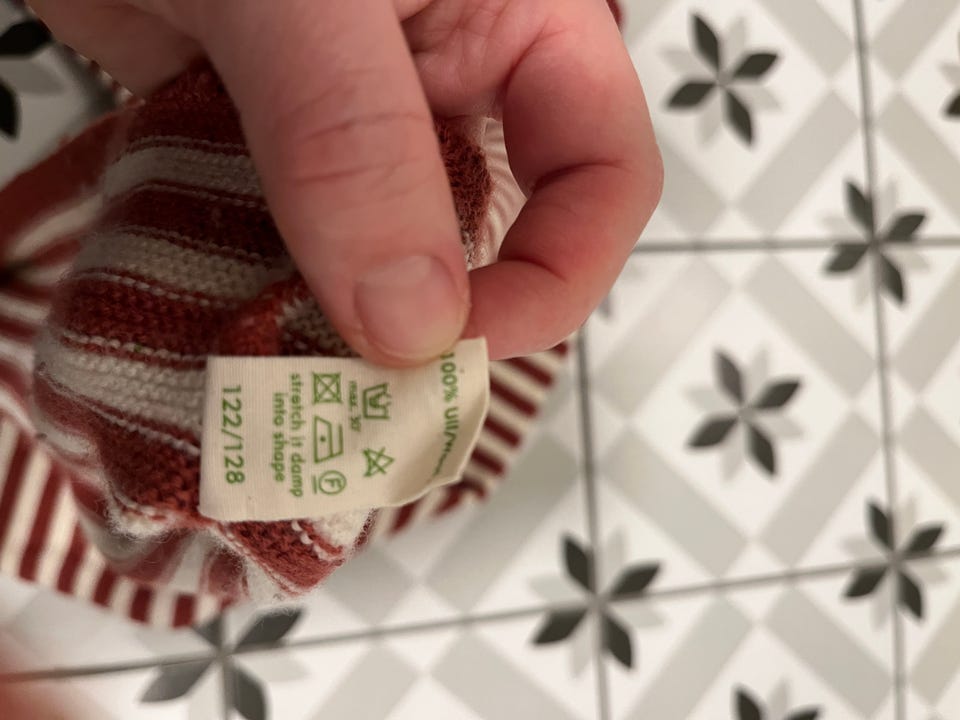 100% Ull/
max. 30°
F
stretch it damp
into shape
122/128